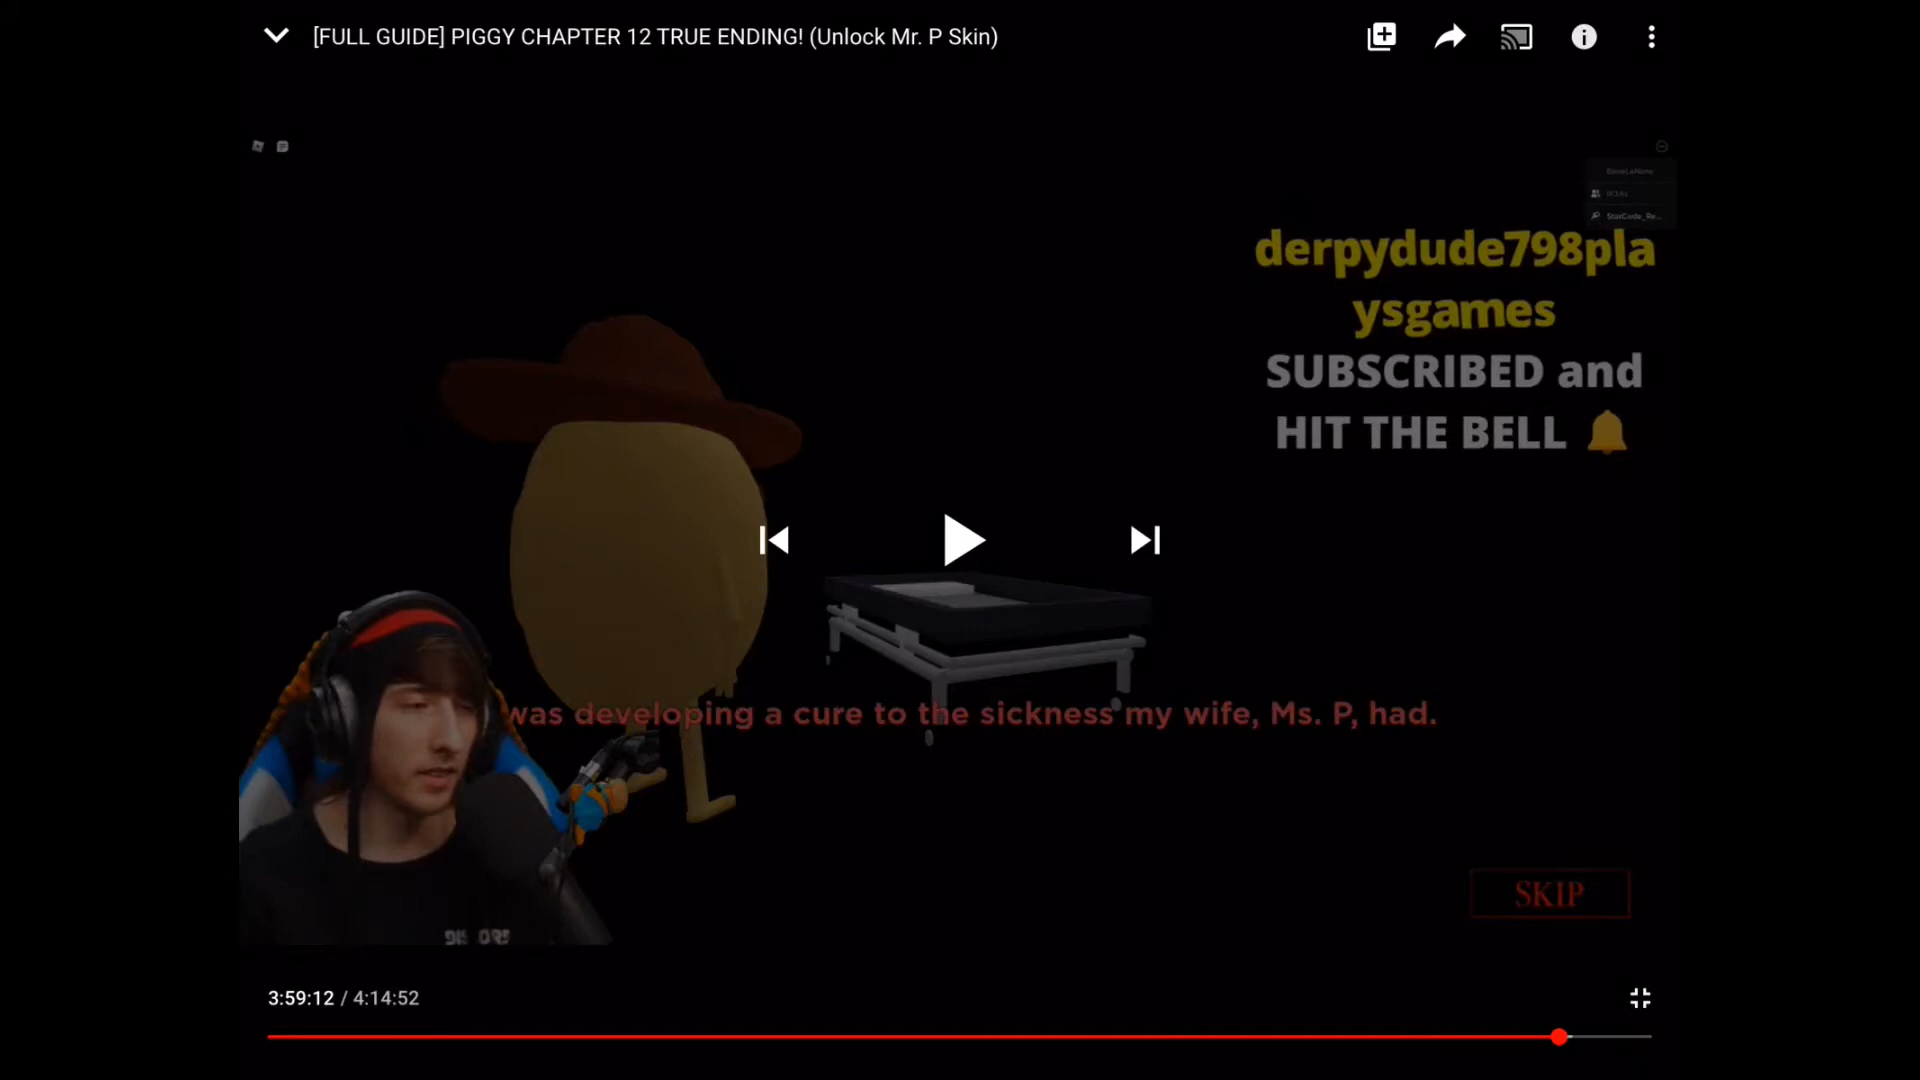 [FULL GUIDE] PIGGY CHAPTER 12 TRUE ENDING! (Unlock Mr. P Skin)
derpydude798pla
ysgames
SUBSCRIBED and
HIT THE BELL
was developing a cure to the sickness my wife, Ms. P, had.
SKIP
3:59:12 / 4:14:52